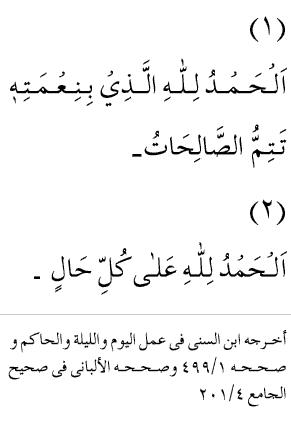 (١)
اَلْحَمْدُ لِلّٰهِ الَّذِيْ بِنِعْمَتِهٖ
تَتِمُّ الصَّالِحَاتُ۔
(٢)
اَلْحَمْدُ لِلّٰهِ عَلٰى كُلِّ حَالٍ ۔
أخرجه ابن السنى فى عمل اليوم والليلة والحاكم و
صححه ٤٩٩/١ وصححه الألبانى فى صحيح
الجامع ٢٠١/٤